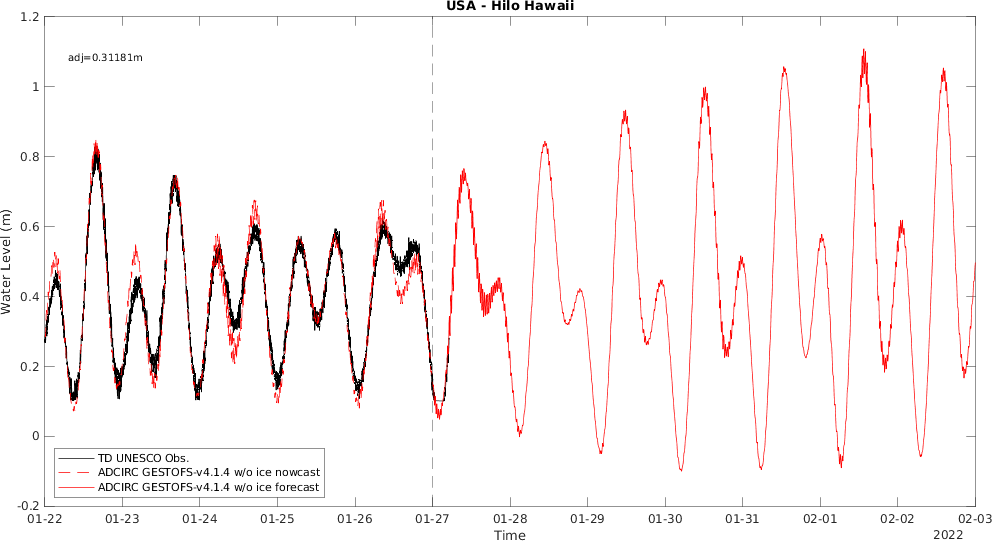 USA - Hilo Hawaii
adj=0.31181m
1.2
1
0.8
0.6
0.4
0.2
0
-0.2
Water Level (m)
TD UNESCO Obs.
ADCIRC GESTOFS-v4.1.4 w/o ice nowcast
ADCIRC GESTOFS-v4.1.4 w/o ice forecast
01-22 01-23 01-24 01-25 01-26 01-27 01-28 01-29 01-30 01-31 02-01 02-02 02-03
Time
2022